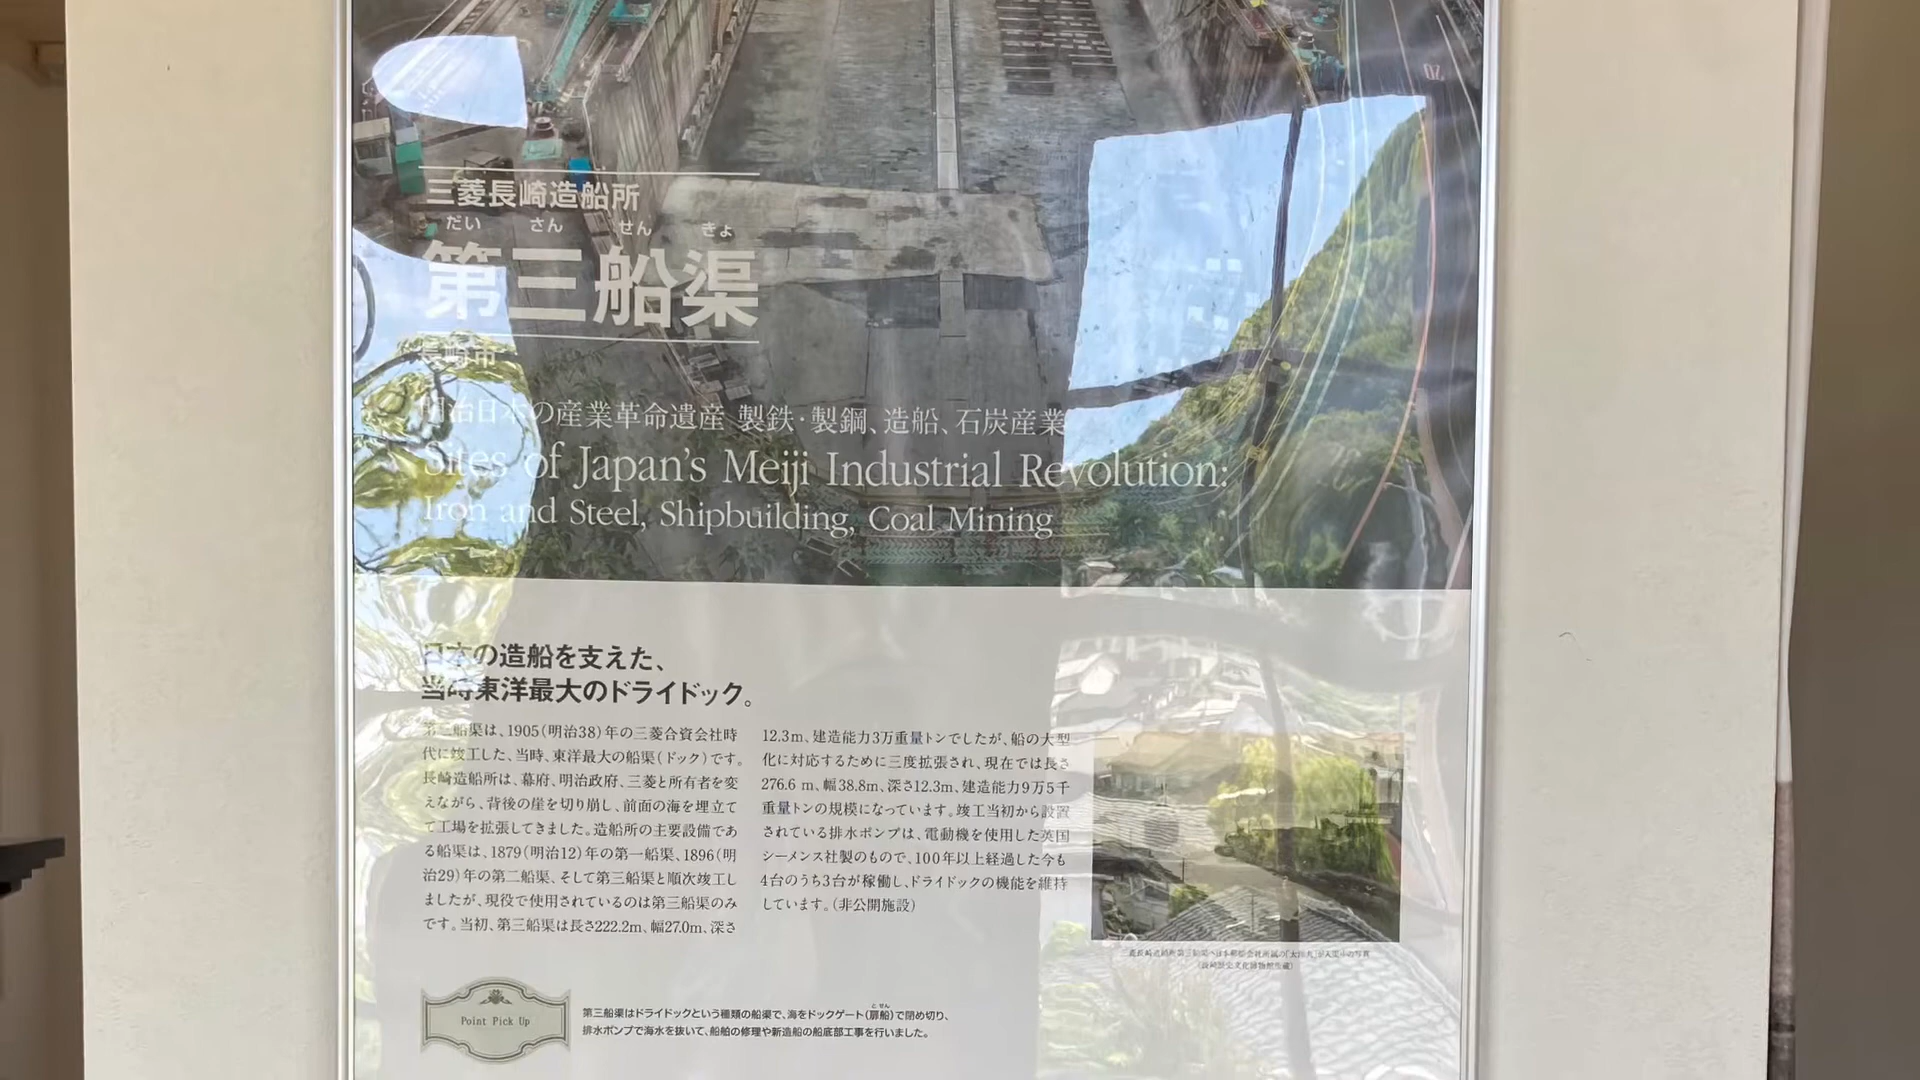 三菱長崎造船所
だい さん せん きょ
第三船渠
長崎市
明治日本の産業革命遺産 製鉄・製鋼、造船、石炭産業
Sites of Japan's Meiji Industrial Revolution:
Iron and Steel, Shipbuilding, Coal Mining
日本の造船を支えた、
当時東洋最大のドライドック。
第三船渠は、1905（明治38）年の三菱合資会社時
代に竣工した、当時、東洋最大の船渠（ドック）です。
長崎造船所は、幕府、明治政府、三菱と所有者を変
えながら、背後の崖を切り崩し、前面の海を埋立て
て工場を拡張してきました。造船所の主要設備であ
る船渠は、1879（明治12）年の第一船渠、1896（明
治29）年の第二船渠、そして第三船渠と順次竣工し
ましたが、現役で使用されているのは第三船渠のみ
です。当初、第三船渠は長さ222.2m、幅27.0m、深さ
12.3m、建造能力3万重量トンでしたが、船の大型
化に対応するために三度拡張され、現在では長さ
276.6 m、幅38.8m、深さ12.3m、建造能力9万5千
重量トンの規模になっています。竣工当初から設置
されている排水ポンプは、電動機を使用した英国
シーメンス社製のもので、100年以上経過した今も
4台のうち3台が稼働し、ドライドックの機能を維持
しています。（非公開施設）
（長崎歴史文化博物館所蔵）
Point Pick Up
第三船渠はドライドックという種類の船渠で、海をドックゲート（扉船）で閉め切り、
とせん
排水ポンプで海水を抜いて、船舶の修理や新造船の船底部工事を行いました。